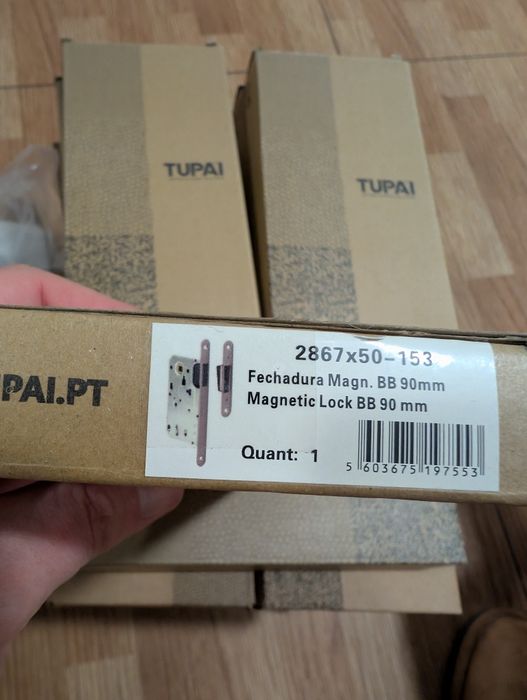 TUPAI
TUPAI
UPAI.PT
2867x50-153
Fechadura Magn. BB 90mm
Magnetic Lock BB 90 mm
Quant: 1
5 603675 197553